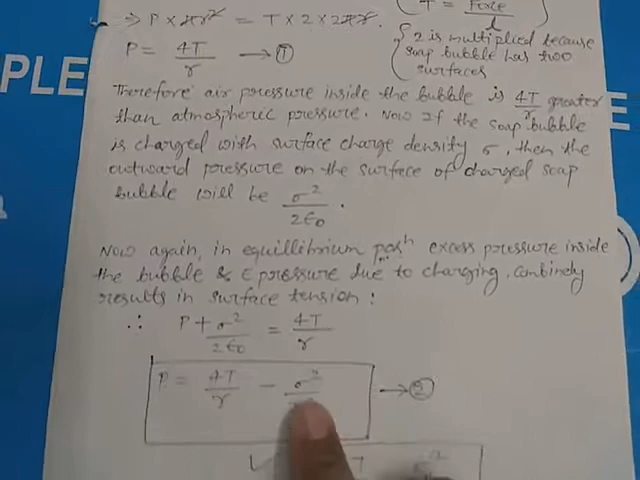 T = Force / l
⇒ P × πr² = T × 2 × 2πr.
{2 is multiplied because
soap bubble has two
surfaces
P = 4T/r → ①
PLE
Therefore air pressure inside the bubble is 4T/r greater
than atmospheric pressure. Now if the soap bubble
is charged with surface charge density σ, then the
outward pressure on the surface of charged soap
bubble will be σ²/2ε₀.
Now again, in equillibrium posⁿ excess pressure inside
the bubble & pressure due to charging, combinely
results in surface tension:
∴ P + σ²/2ε₀ = 4T/r
P = 4T/r - σ² → ②